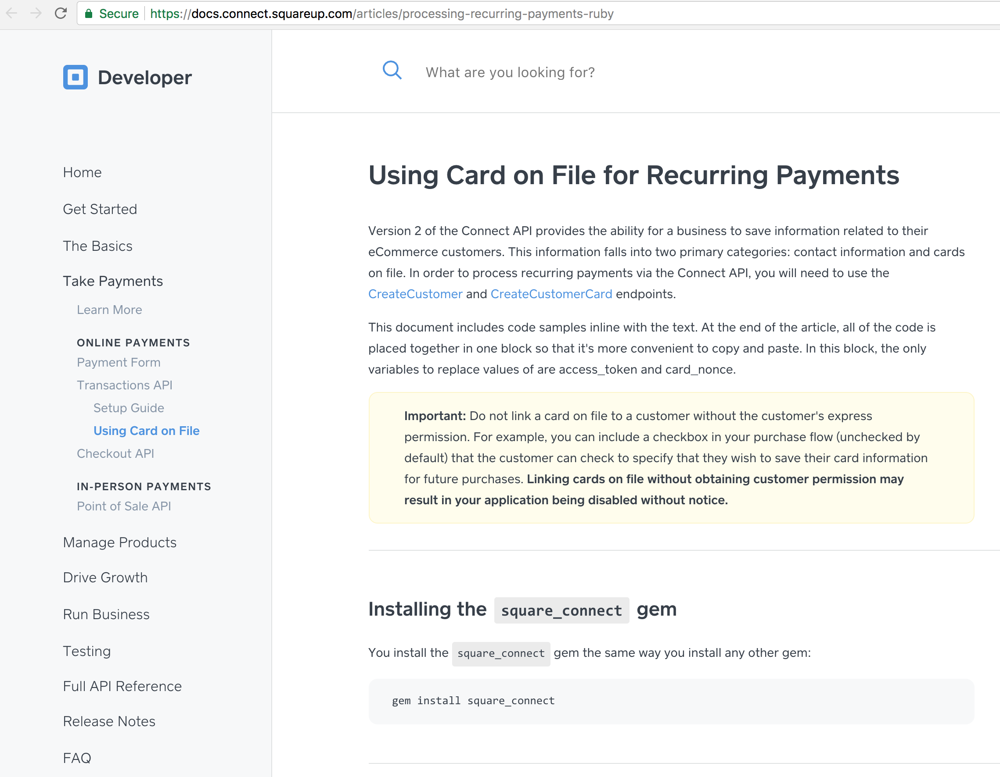 Secure https://docs.connect.squareup.com/articles/processing-recurring-payments-ruby
Developer
What are you looking for?
Home
Get Started
The Basics
Take Payments
Learn More
ONLINE PAYMENTS
Payment Form
Transactions API
Setup Guide
Using Card on File
Checkout API
IN-PERSON PAYMENTS
Point of Sale API
Manage Products
Drive Growth
Run Business
Testing
Full API Reference
Release Notes
FAQ
Using Card on File for Recurring Payments
Version 2 of the Connect API provides the ability for a business to save information related to their
eCommerce customers. This information falls into two primary categories: contact information and cards
on file. In order to process recurring payments via the Connect API, you will need to use the
CreateCustomer and CreateCustomerCard endpoints.
This document includes code samples inline with the text. At the end of the article, all of the code is
placed together in one block so that it's more convenient to copy and paste. In this block, the only
variables to replace values of are access_token and card_nonce.
Important: Do not link a card on file to a customer without the customer's express
permission. For example, you can include a checkbox in your purchase flow (unchecked by
default) that the customer can check to specify that they wish to save their card information
for future purchases. Linking cards on file without obtaining customer permission may
result in your application being disabled without notice.
Installing the square_connect gem
You install the square_connect gem the same way you install any other gem:
gem install square_connect